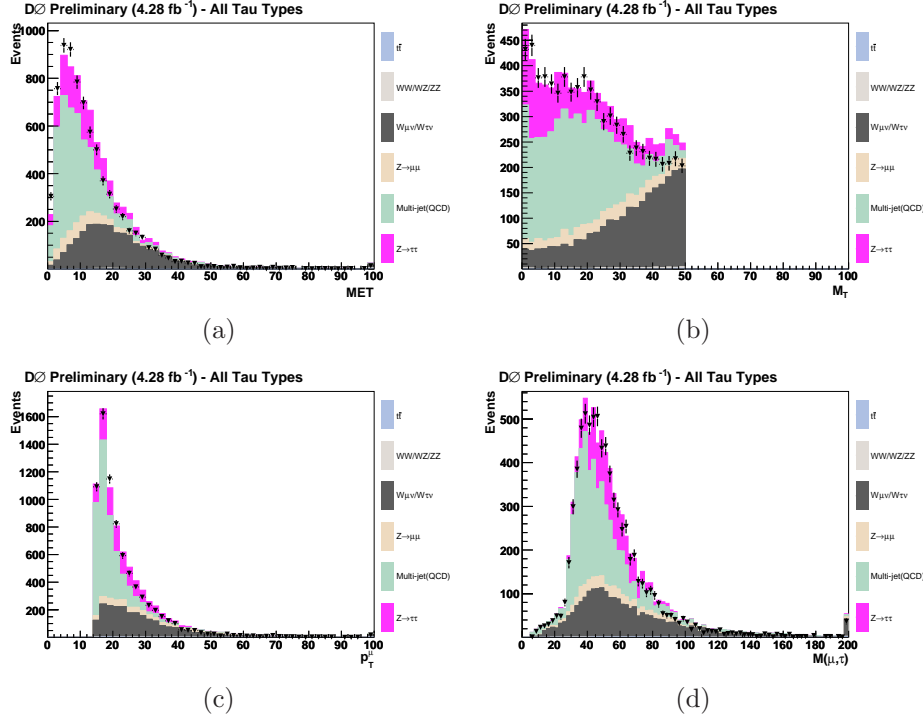 DØ Preliminary (4.28 fb -1) - All Tau Types
Events
1000
800
600
400
200
0 10 20 30 40 50 60 70 80 90 100
MET
tt̄
WW/WZ/ZZ
Wμν/Wτν
Z→μμ
Multi-jet(QCD)
Z→ττ
(a)
DØ Preliminary (4.28 fb -1) - All Tau Types
Events
450
400
350
300
250
200
150
100
50
0 10 20 30 40 50 60 70 80 90 100
M_T
tt̄
WW/WZ/ZZ
Wμν/Wτν
Z→μμ
Multi-jet(QCD)
Z→ττ
(b)
DØ Preliminary (4.28 fb -1) - All Tau Types
Events
1600
1400
1200
1000
800
600
400
200
0 10 20 30 40 50 60 70 80 90 100
p_T^μ
tt̄
WW/WZ/ZZ
Wμν/Wτν
Z→μμ
Multi-jet(QCD)
Z→ττ
(c)
DØ Preliminary (4.28 fb -1) - All Tau Types
Events
500
400
300
200
100
0 20 40 60 80 100 120 140 160 180 200
M(μ,τ)
tt̄
WW/WZ/ZZ
Wμν/Wτν
Z→μμ
Multi-jet(QCD)
Z→ττ
(d)